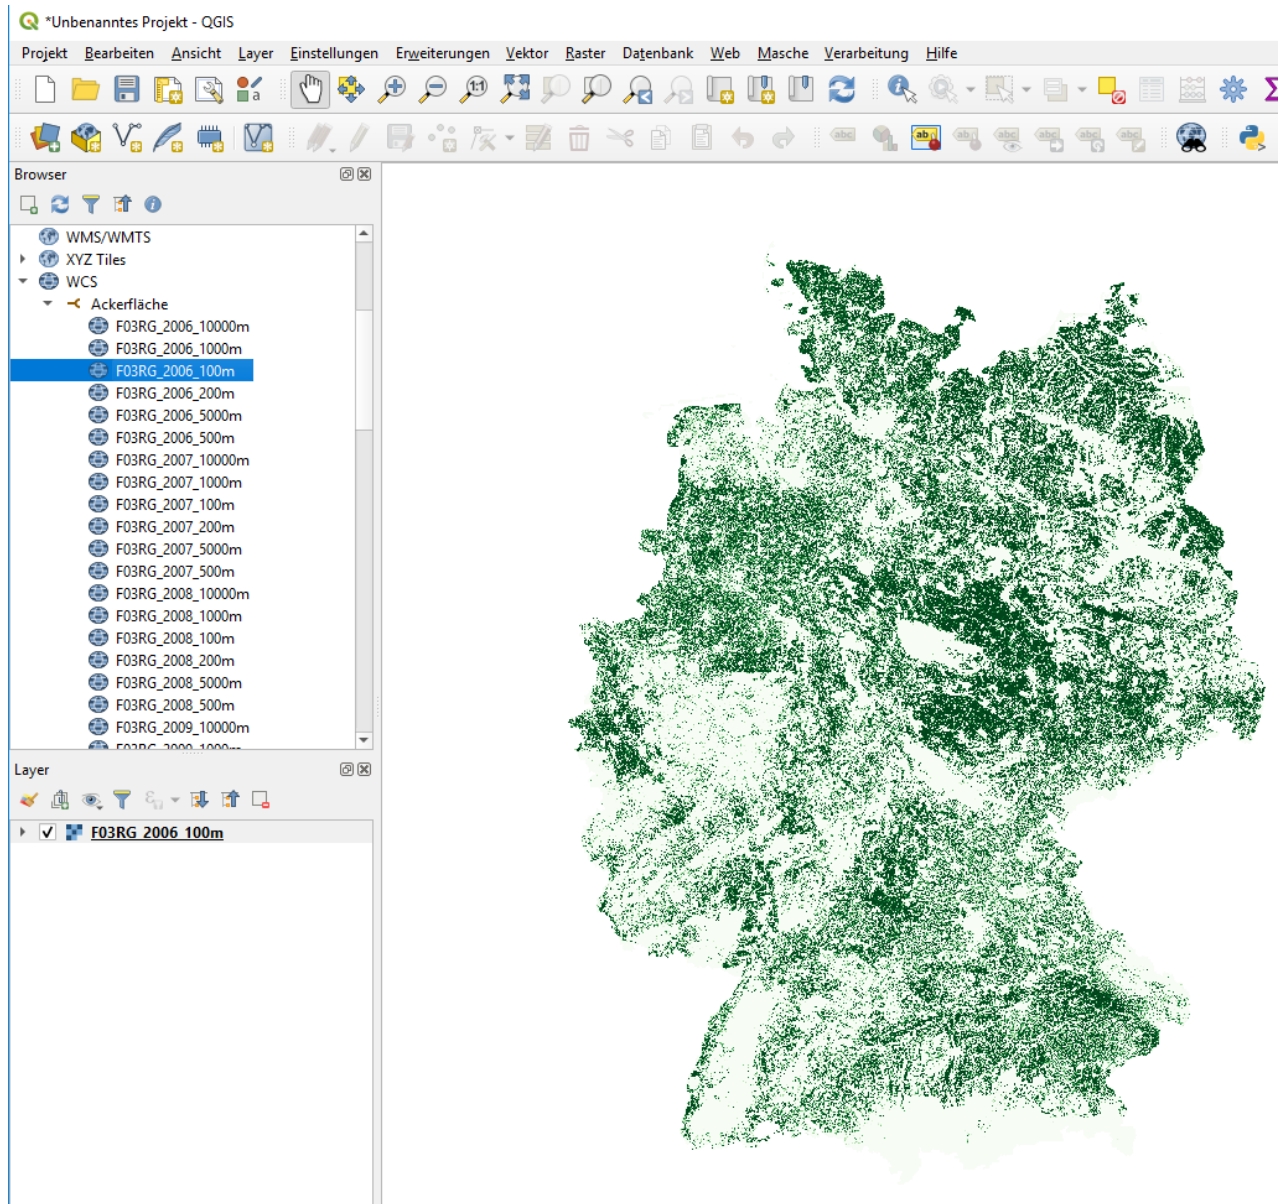 *Unbenanntes Projekt - QGIS
Projekt Bearbeiten Ansicht Layer Einstellungen Erweiterungen Vektor Raster Datenbank Web Masche Verarbeitung Hilfe
Browser
WMS/WMTS
XYZ Tiles
WCS
Ackerfläche
F03RG_2006_10000m
F03RG_2006_1000m
F03RG_2006_100m
F03RG_2006_200m
F03RG_2006_5000m
F03RG_2006_500m
F03RG_2007_10000m
F03RG_2007_1000m
F03RG_2007_100m
F03RG_2007_200m
F03RG_2007_5000m
F03RG_2007_500m
F03RG_2008_10000m
F03RG_2008_1000m
F03RG_2008_100m
F03RG_2008_200m
F03RG_2008_5000m
F03RG_2008_500m
F03RG_2009_10000m
F03RG_2009_1000m
Layer
F03RG_2006_100m